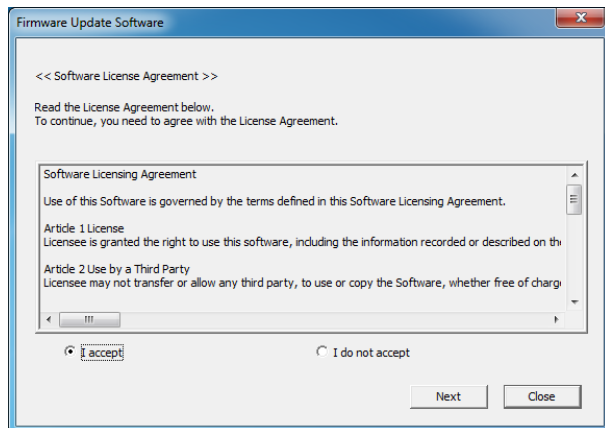 Firmware Update Software
<< Software License Agreement >>
Read the License Agreement below.
To continue, you need to agree with the License Agreement.
Software Licensing Agreement
Use of this Software is governed by the terms defined in this Software Licensing Agreement.
Article 1 License
Licensee is granted the right to use this software, including the information recorded or described on
Article 2 Use by a Third Party
Licensee may not transfer or allow any third party, to use or copy the Software, whether free of
I accept
I do not accept
Next
Close